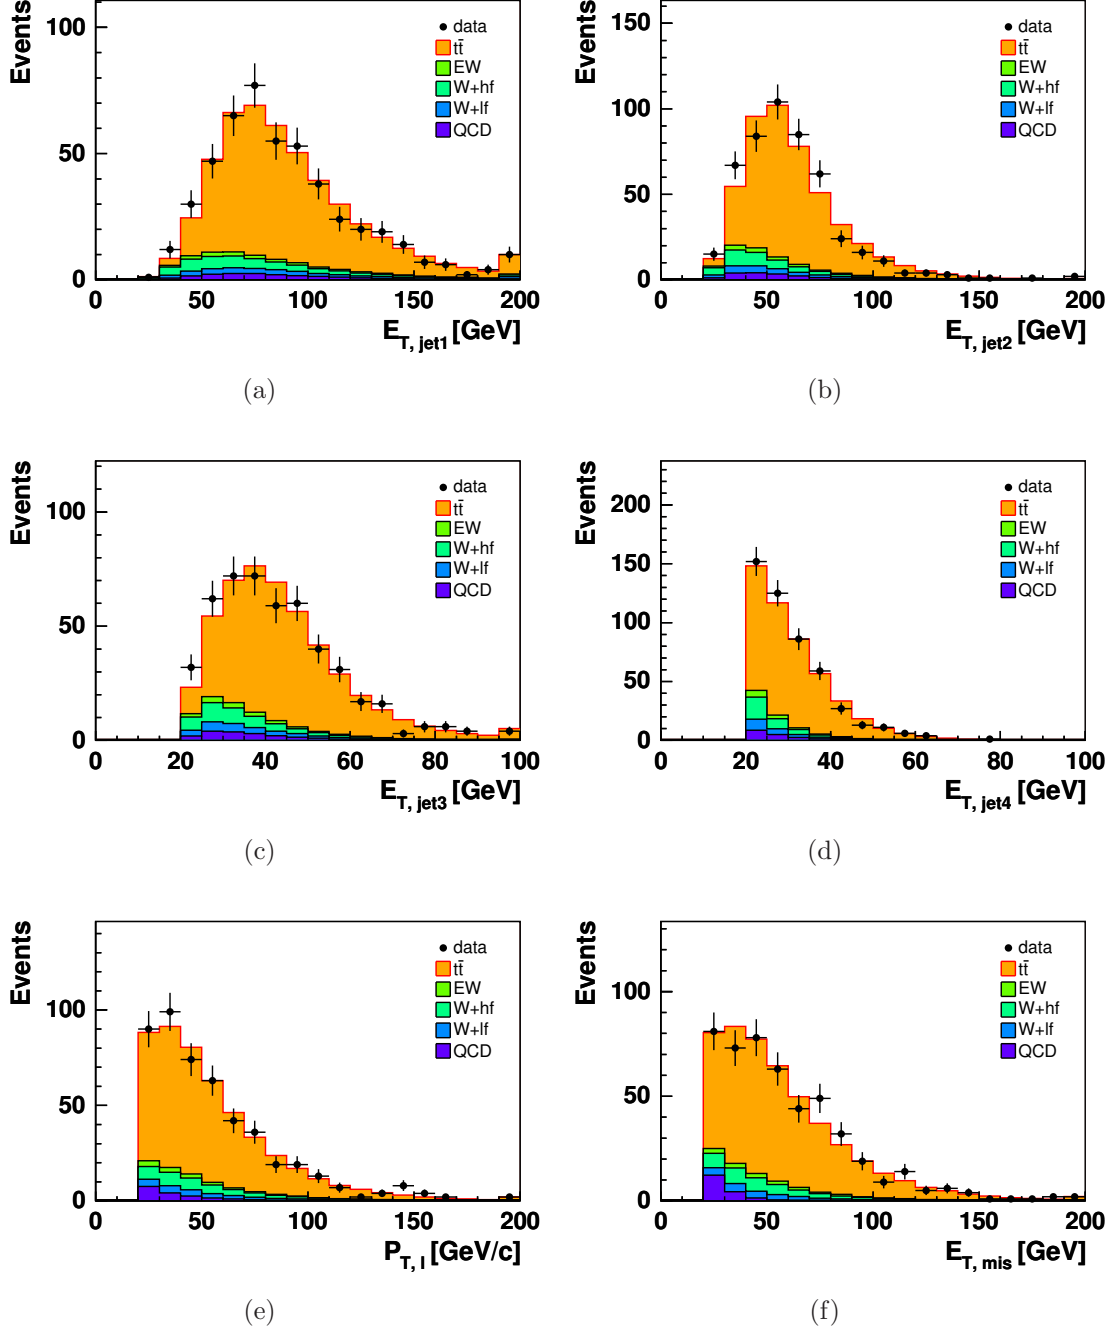 Events
100
50
0
data
tt̄
EW
W+hf
W+lf
QCD
0 50 100 150 200
E_T, jet1 [GeV]
(a)
Events
150
100
50
0
data
tt̄
EW
W+hf
W+lf
QCD
0 50 100 150 200
E_T, jet2 [GeV]
(b)
Events
100
50
0
data
tt̄
EW
W+hf
W+lf
QCD
0 20 40 60 80 100
E_T, jet3 [GeV]
(c)
Events
200
150
100
50
0
data
tt̄
EW
W+hf
W+lf
QCD
0 20 40 60 80 100
E_T, jet4 [GeV]
(d)
Events
100
50
0
data
tt̄
EW
W+hf
W+lf
QCD
0 50 100 150 200
P_T, l [GeV/c]
(e)
Events
100
50
0
data
tt̄
EW
W+hf
W+lf
QCD
0 50 100 150 200
E_T, mis [GeV]
(f)